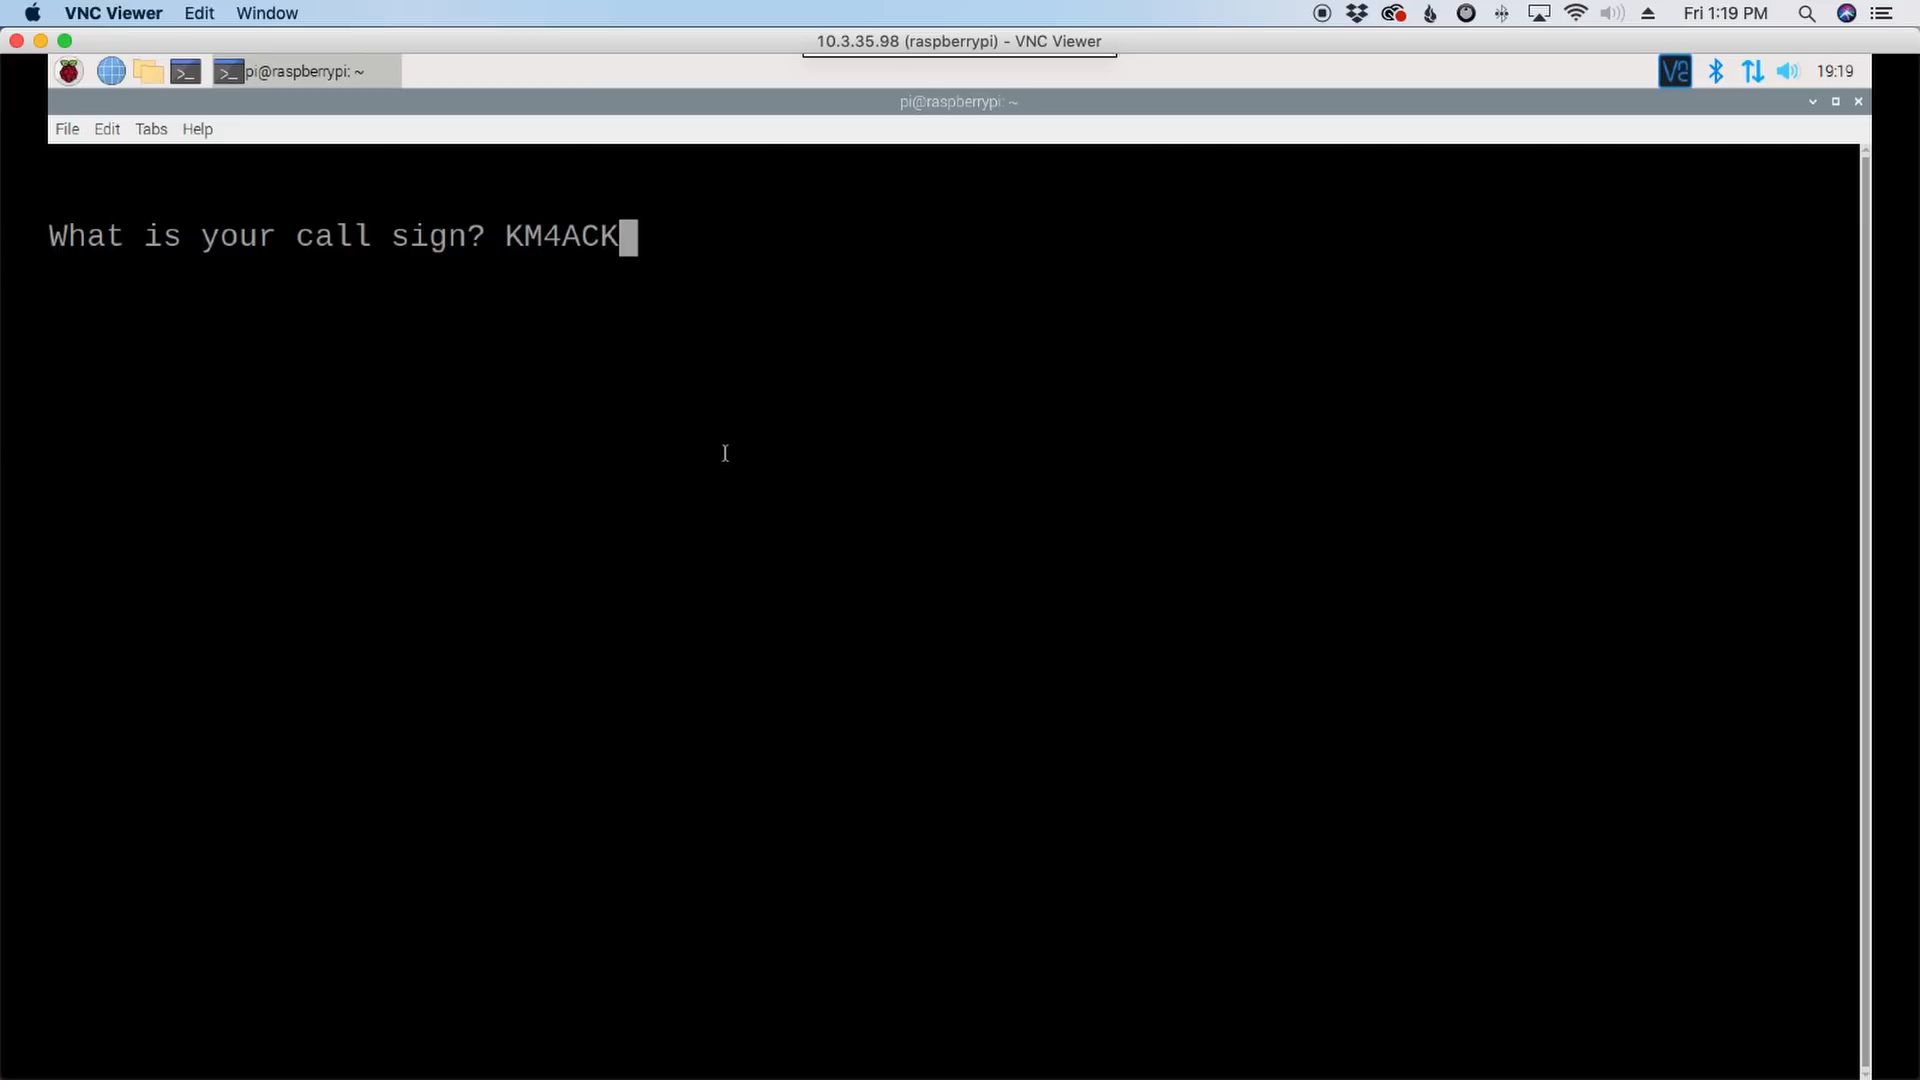 VNC Viewer Edit Window Fri 1:19 PM
10.3.35.98 (raspberrypi) - VNC Viewer
pi@raspberrypi: ~ 19:19
pi@raspberrypi: ~
File Edit Tabs Help
What is your call sign? KM4ACK